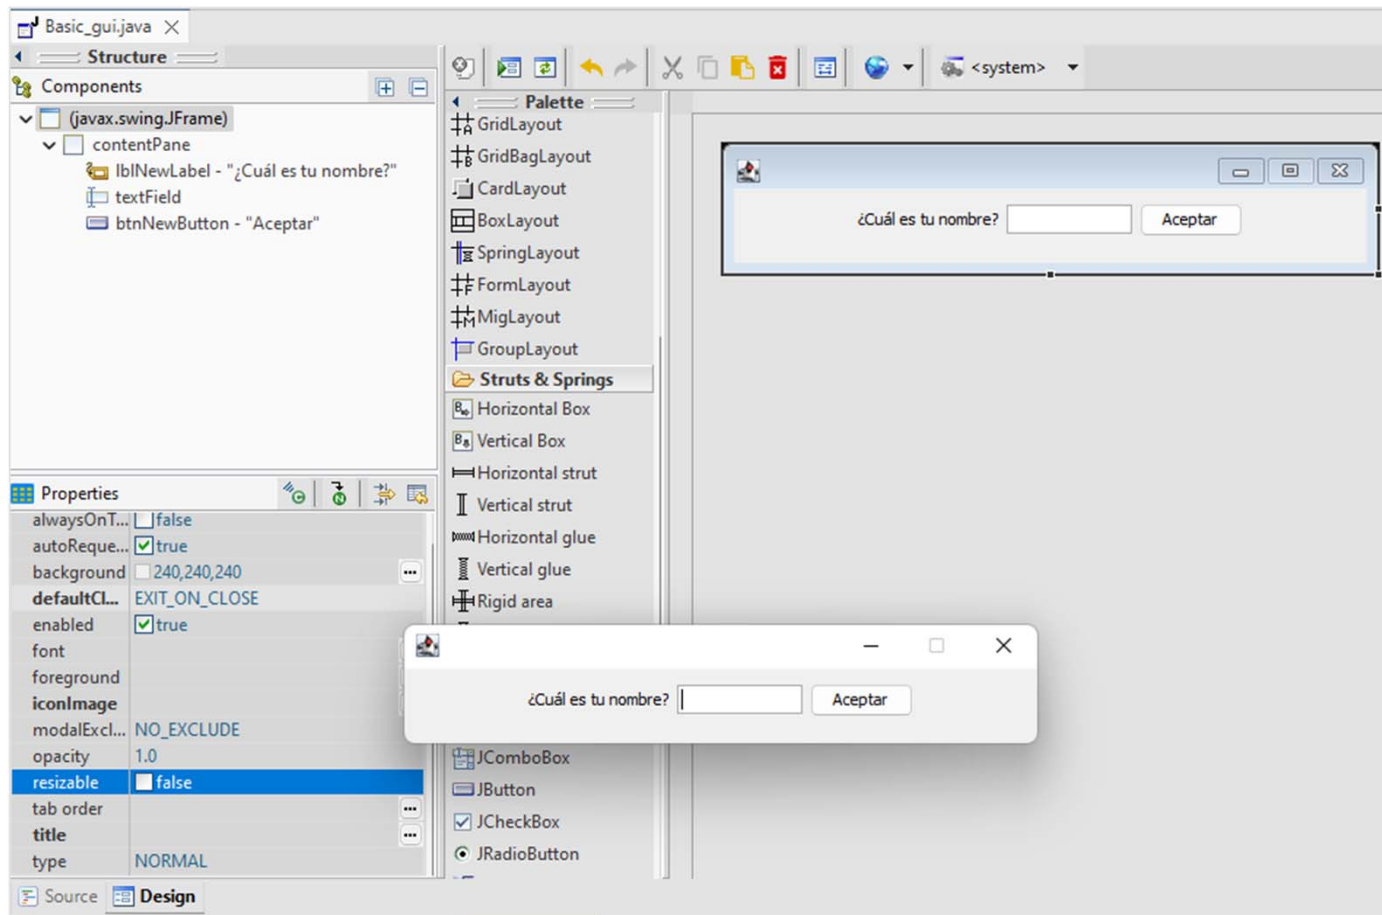 Basic_gui.java
Structure
Components
(javax.swing.JFrame)
contentPane
lblNewLabel - "¿Cuál es tu nombre?"
textField
btnNewButton - "Aceptar"
Properties
alwaysOnT... false
autoReque... true
background 240,240,240 ...
defaultCl... EXIT_ON_CLOSE
enabled true
font
foreground
iconImage
modalExcl... NO_EXCLUDE
opacity 1.0
resizable false
tab order ...
title ...
type NORMAL
Source Design
<system>
Palette
GridLayout
GridBagLayout
CardLayout
BoxLayout
SpringLayout
FormLayout
MigLayout
GroupLayout
Struts & Springs
Horizontal Box
Vertical Box
Horizontal strut
Vertical strut
Horizontal glue
Vertical glue
Rigid area
JComboBox
JButton
JCheckBox
JRadioButton
¿Cuál es tu nombre? Aceptar
¿Cuál es tu nombre? Aceptar